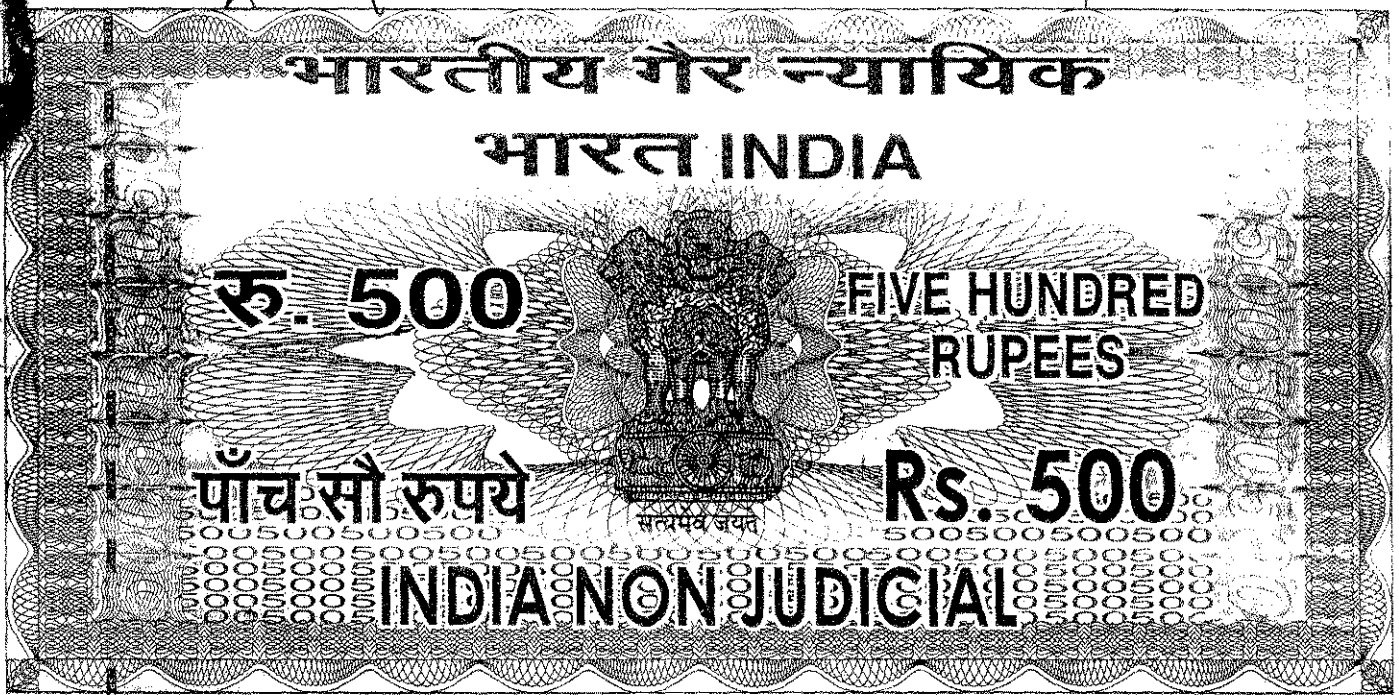 भारतीय गैर न्यायिक
भारत INDIA
रु. 500
FIVE HUNDRED
RUPEES
पाँच सौ रुपये
Rs. 500
सत्यमेव जयते
INDIA NON JUDICIAL